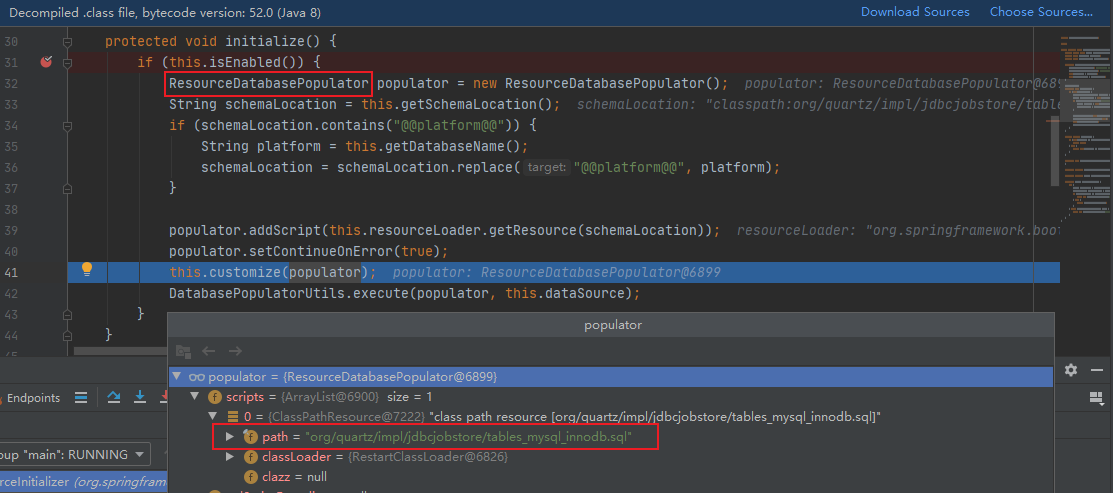 Decompiled .class file, bytecode version: 52.0 (Java 8) Download Sources Choose Sources...
30 protected void initialize() {
31 if (this.isEnabled()) {
32 ResourceDatabasePopulator populator = new ResourceDatabasePopulator(); populator: ResourceDatabasePopulator@6899
33 String schemaLocation = this.getSchemaLocation(); schemaLocation: "classpath:org/quartz/impl/jdbcjobstore/tabl
34 if (schemaLocation.contains("@@platform@@")) {
35 String platform = this.getDatabaseName();
36 schemaLocation = schemaLocation.replace( target: "@@platform@@", platform);
37 }
39 populator.addScript(this.resourceLoader.getResource(schemaLocation)); resourceLoader: "org.springframework.boot
40 populator.setContinueOnError(true);
41 this.customize(populator); populator: ResourceDatabasePopulator@6899
42 DatabasePopulatorUtils.execute(populator, this.dataSource);
43 }
44 }
45
populator
populator = {ResourceDatabasePopulator@6899}
Endpoints
scripts = {ArrayList@6900} size = 1
0 = {ClassPathResource@7222} "class path resource [org/quartz/impl/jdbcjobstore/tables_mysql_innodb.sql]"
path = "org/quartz/impl/jdbcjobstore/tables_mysql_innodb.sql"
oup "main": RUNNING
classLoader = {RestartClassLoader@6826}
clazz = null
rceInitializer (org.springfram